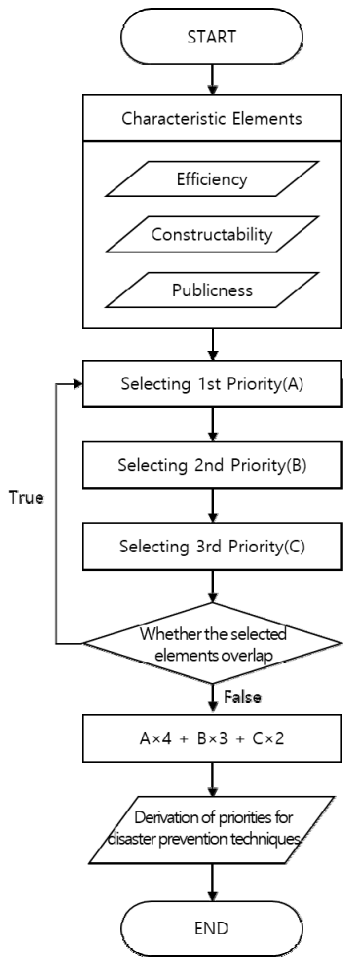 START
Characteristic Elements
Efficiency
Constructability
Publicness
Selecting 1st Priority(A)
Selecting 2nd Priority(B)
True
Selecting 3rd Priority(C)
Whether the selected
elements overlap
False
A×4 + B×3 + C×2
Derivation of priorities for
disaster prevention techniques
END